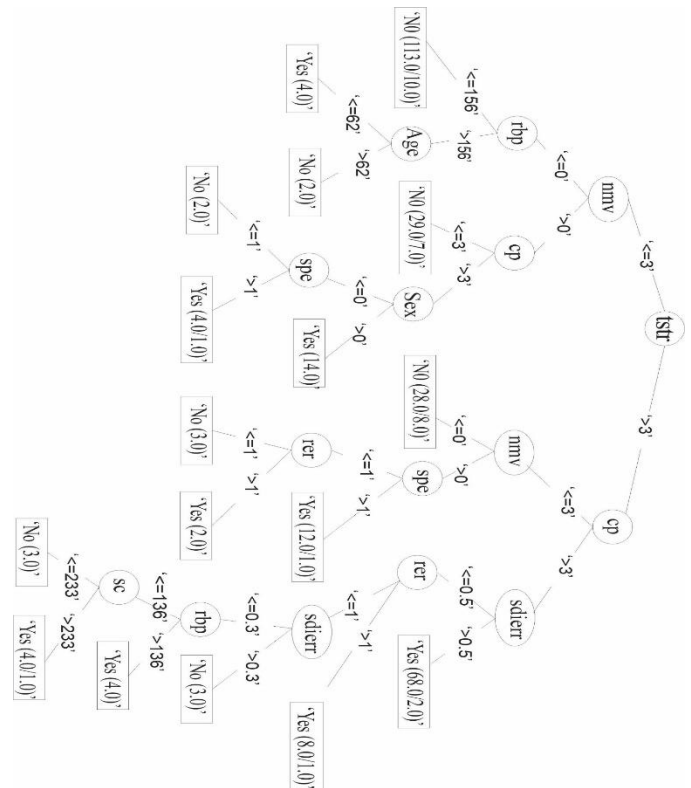 tstr
‘<=3’ ‘>3’
nmv cp
‘<=0’ ‘>0’ ‘<=3’ ‘>3’
rbp cp nmv sdierr
‘<=156’ ‘>156’ ‘<=3’ ‘>3’ ‘<=0’ ‘>0’ ‘<=0.5’ ‘>0.5’
‘N0 (113.0/10.0)’ Age ‘N0 (29.0/7.0)’ Sex ‘N0 (28.0/8.0)’ spe rer ‘Yes (68.0/2.0)’
‘<=62’ ‘>62’ ‘<=0’ ‘>0’ ‘<=1’ ‘>1’ ‘<=1’ ‘>1’
‘Yes (4.0)’ ‘No (2.0)’ spe ‘Yes (14.0)’ rer ‘Yes (12.0/1.0)’ sdierr ‘Yes (8.0/1.0)’
‘<=1’ ‘>1’ ‘<=1’ ‘>1’ ‘<=0.3’ ‘>0.3’
‘No (2.0)’ ‘Yes (4.0/1.0)’ ‘No (3.0)’ ‘Yes (2.0)’ rbp ‘No (3.0)’
‘<=136’ ‘>136’
sc ‘Yes (4.0)’
‘<=233’ ‘>233’
‘No (3.0)’ ‘Yes (4.0/1.0)’